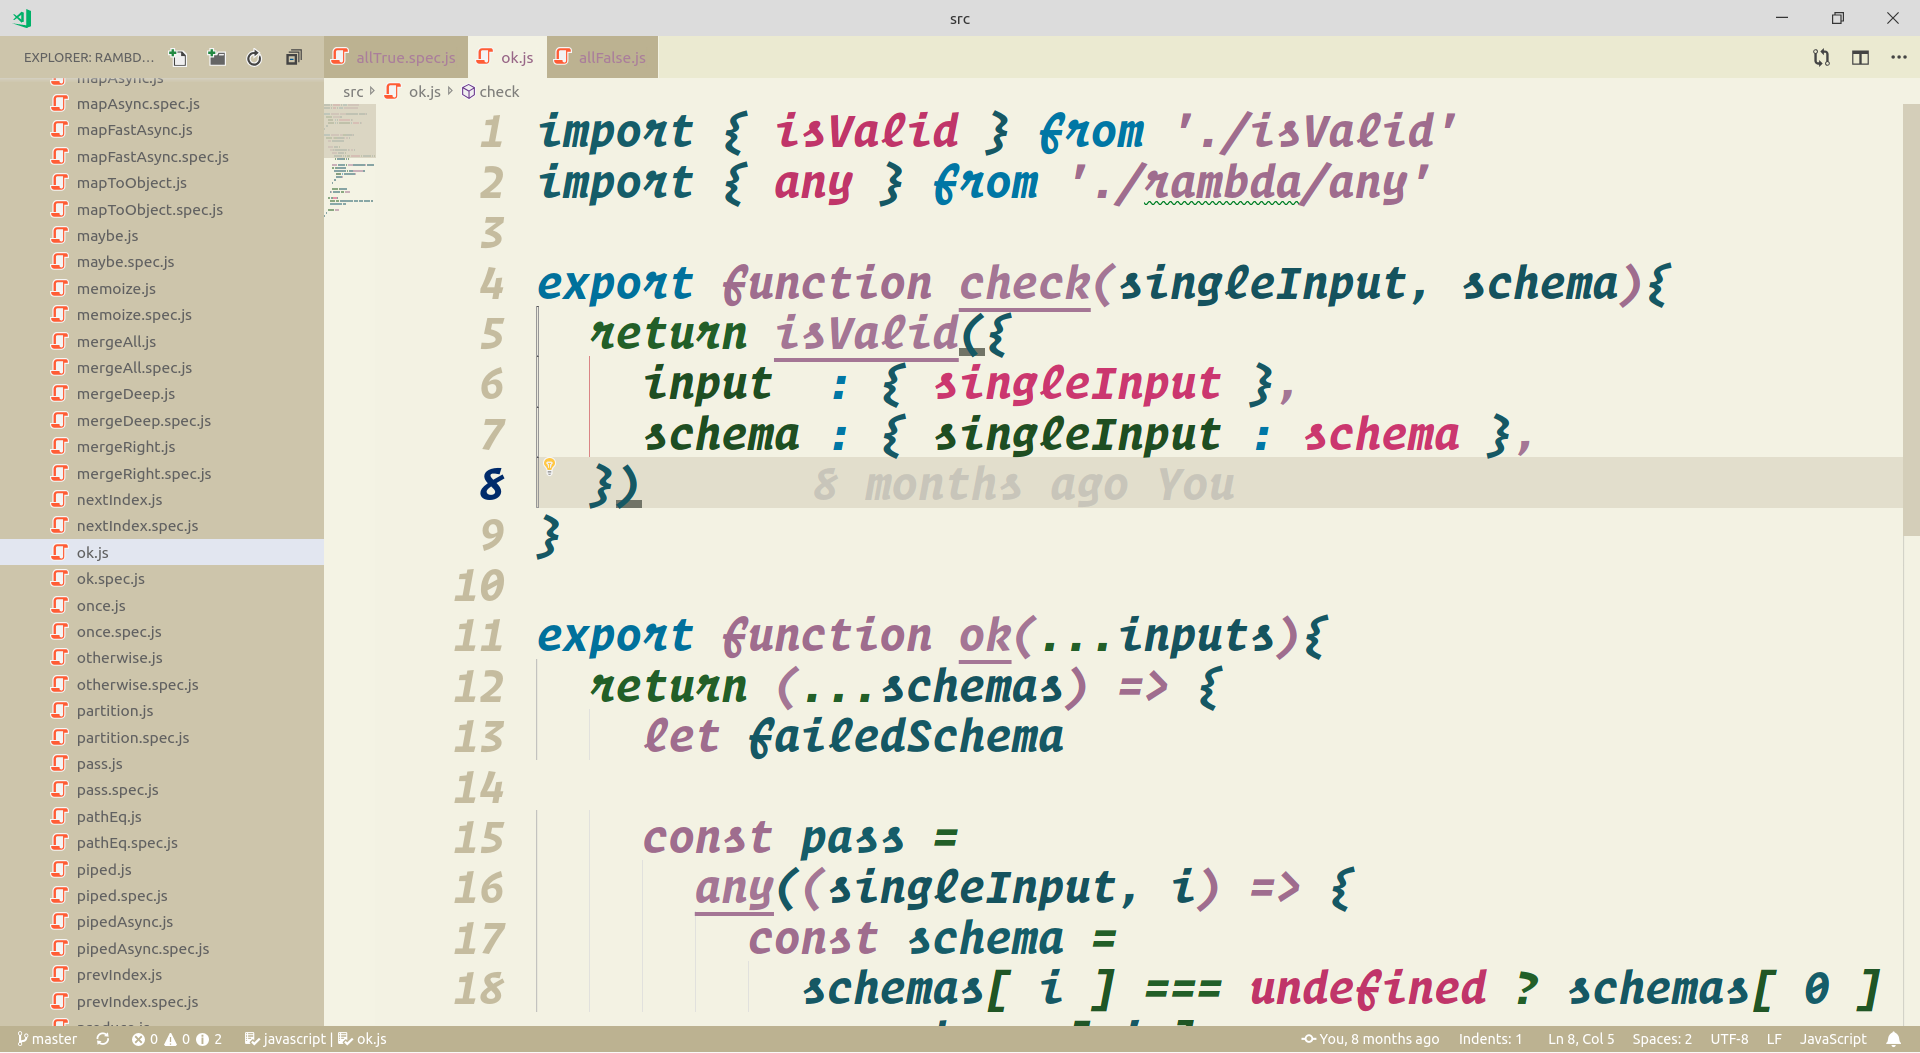 src
EXPLORER: RAMBD...
allTrue.spec.js
ok.js
allFalse.js
src ok.js check
mapAsync.js
mapAsync.spec.js
mapFastAsync.js
mapFastAsync.spec.js
mapToObject.js
mapToObject.spec.js
maybe.js
maybe.spec.js
memoize.js
memoize.spec.js
mergeAll.js
mergeAll.spec.js
mergeDeep.js
mergeDeep.spec.js
mergeRight.js
mergeRight.spec.js
nextIndex.js
nextIndex.spec.js
ok.js
ok.spec.js
once.js
once.spec.js
otherwise.js
otherwise.spec.js
partition.js
partition.spec.js
pass.js
pass.spec.js
pathEq.js
pathEq.spec.js
piped.js
piped.spec.js
pipedAsync.js
pipedAsync.spec.js
prevIndex.js
prevIndex.spec.js
1 import { isValid } from './isValid'
2 import { any } from './rambda/any'
3
4 export function check(singleInput, schema){
5 return isValid({
6 input : { singleInput },
7 schema : { singleInput : schema },
8 }) 8 months ago You
9 }
10
11 export function ok(...inputs){
12 return (...schemas) => {
13 let failedSchema
14
15 const pass =
16 any((singleInput, i) => {
17 const schema =
18 schemas[ i ] === undefined ? schemas[ 0 ]
master 0 0 2 javascript | ok.js You, 8 months ago Indents: 1 Ln 8, Col 5 Spaces: 2 UTF-8 LF JavaScript